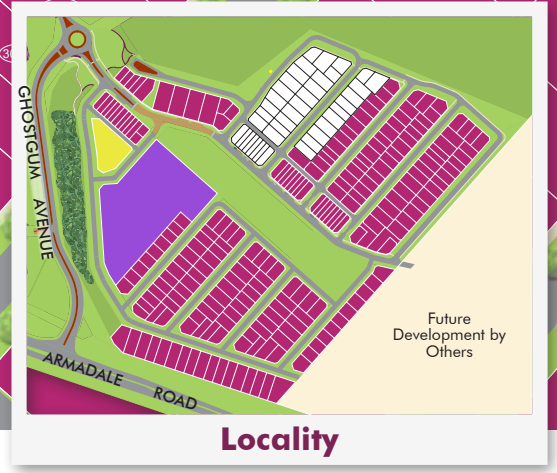 GHOSTGUM AVENUE
Future
Development by
Others
ARMADALE ROAD
Locality